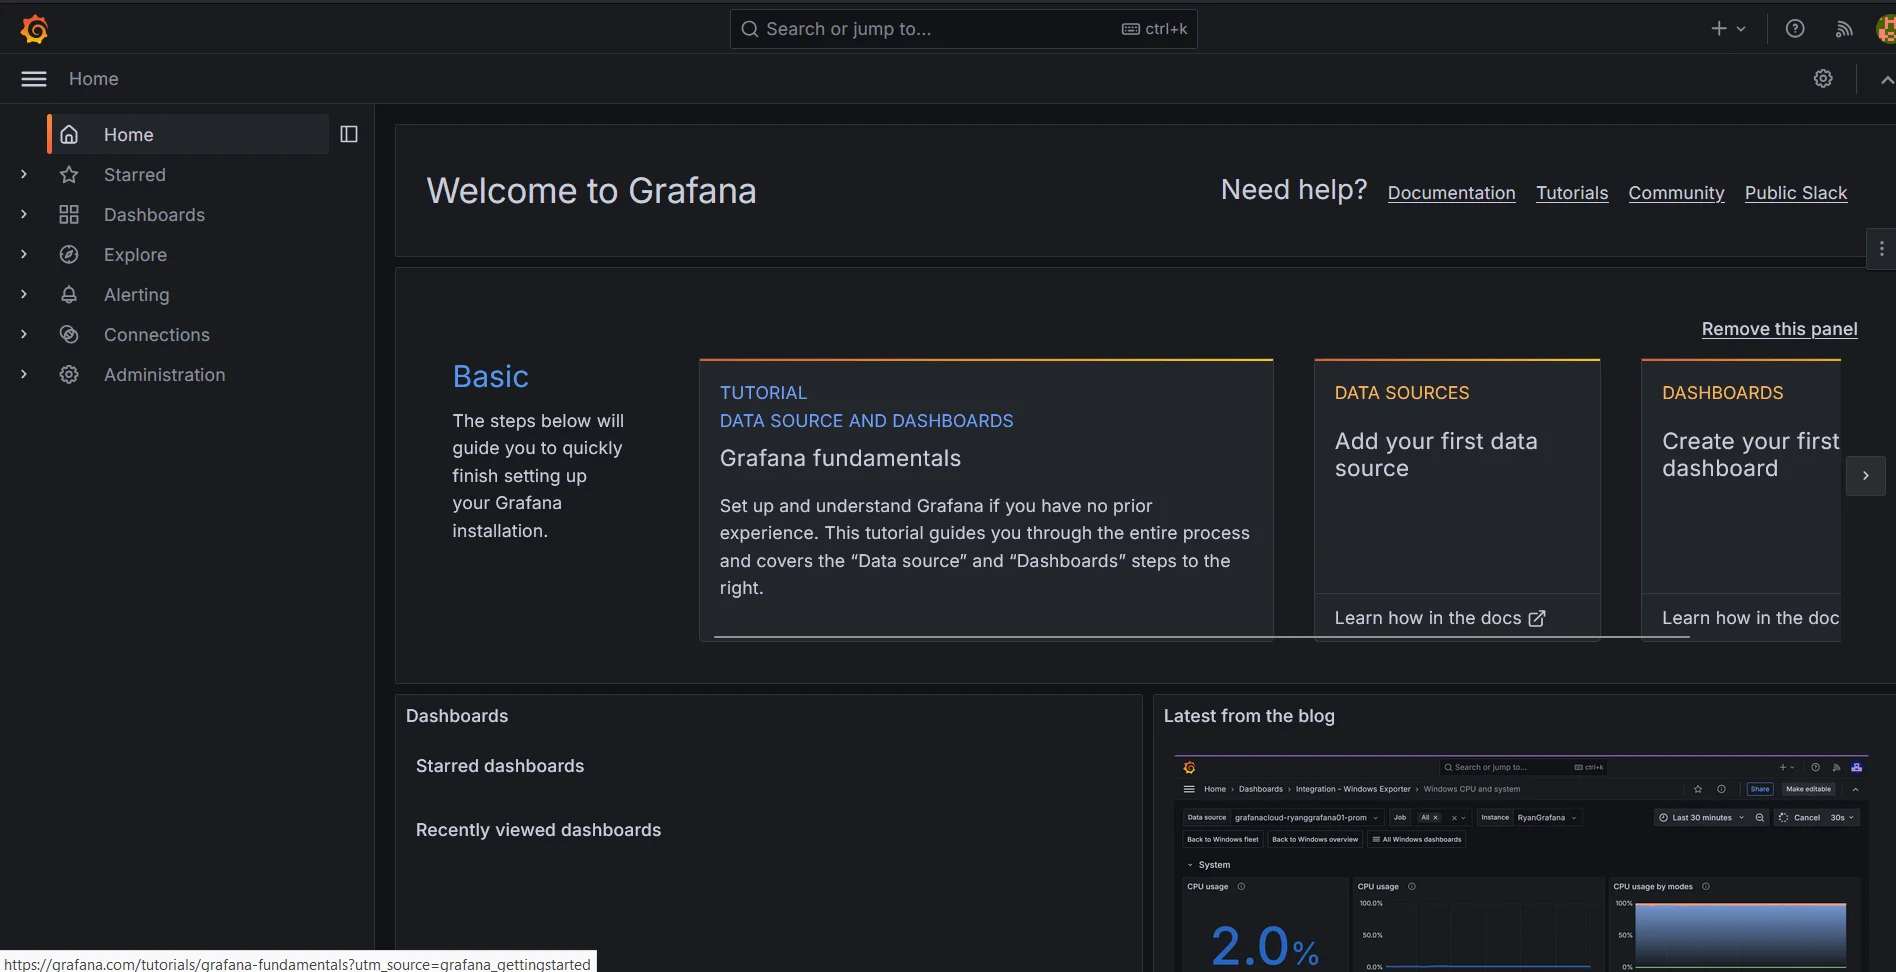 Search or jump to...
ctrl+k
Home
Home
Starred
Dashboards
Explore
Alerting
Connections
Administration
Welcome to Grafana
Need help?
Documentation
Tutorials
Community
Public Slack
Remove this panel
Basic
The steps below will
guide you to quickly
finish setting up
your Grafana
installation.
TUTORIAL
DATA SOURCE AND DASHBOARDS
Grafana fundamentals
Set up and understand Grafana if you have no prior
experience. This tutorial guides you through the entire process
and covers the “Data source” and “Dashboards” steps to the
right.
DATA SOURCES
Add your first data
source
Learn how in the docs
DASHBOARDS
Create your first
dashboard
Learn how in the doc
Dashboards
Starred dashboards
Recently viewed dashboards
Latest from the blog
Search or jump to...
ctrl+k
Home › Dashboards › Integration - Windows Exporter › Windows CPU and system
Share
Make editable
Data source
grafanacloud-ryanggrafana01-prom
Job
All ×
Instance
RyanGrafana
Last 30 minutes
Cancel
30s
Back to Windows fleet
Back to Windows overview
All Windows dashboards
System
CPU usage
2.0%
CPU usage
100.0%
50.0%
0.0%
CPU usage by modes
100%
50%
0%
https://grafana.com/tutorials/grafana-fundamentals?utm_source=grafana_gettingstarted